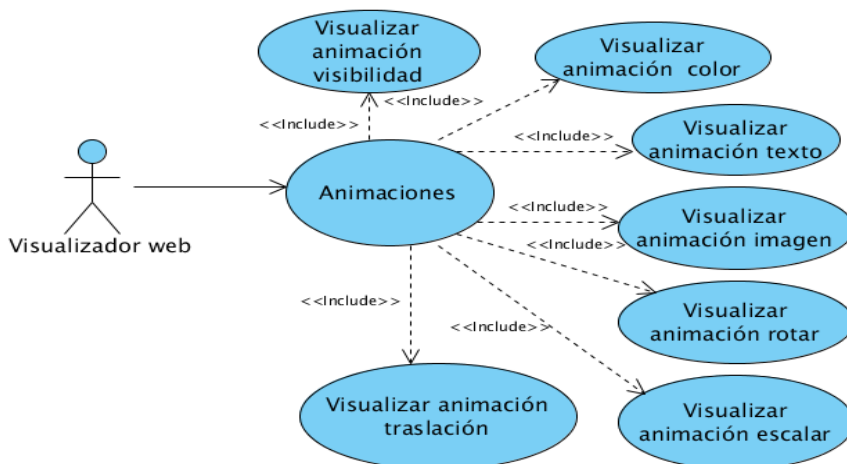 Visualizar
animación
visibilidad
Visualizar
animación color
<<Include>>
<<Include>>
<<Include>>
Visualizar
animación texto
Animaciones
Visualizador web
<<Include>>
Visualizar
animación imagen
<<Include>>
<<Include>>
<<Include>>
Visualizar
animación rotar
Visualizar animación
traslación
Visualizar
animación escalar